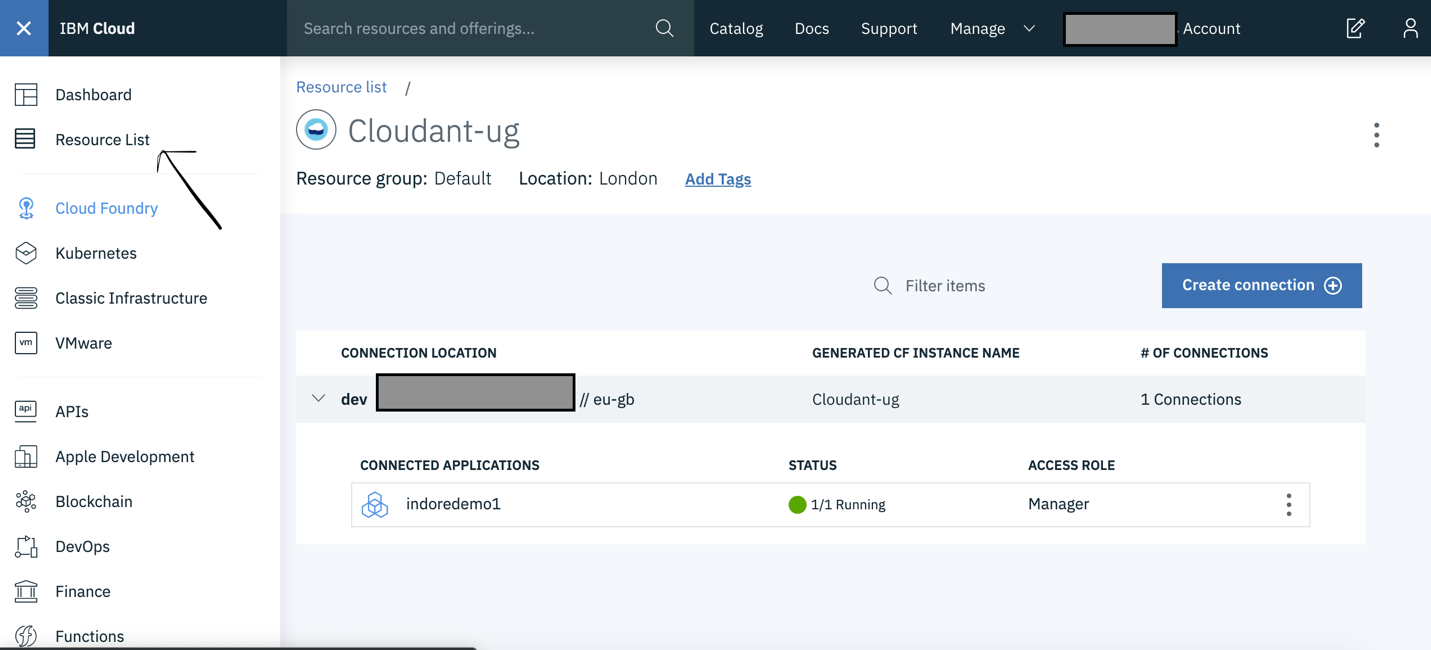 IBM Cloud
Search resources and offerings...
Catalog
Docs
Support
Manage
Account
Dashboard
Resource List
Cloud Foundry
Kubernetes
Classic Infrastructure
vm
VMware
api
APIs
Apple Development
Blockchain
DevOps
Finance
Functions
Resource list /
Cloudant-ug
Resource group: Default Location: London Add Tags
Filter items
Create connection
CONNECTION LOCATION GENERATED CF INSTANCE NAME # OF CONNECTIONS
dev // eu-gb Cloudant-ug 1 Connections
CONNECTED APPLICATIONS STATUS ACCESS ROLE
indoredemo1 1/1 Running Manager